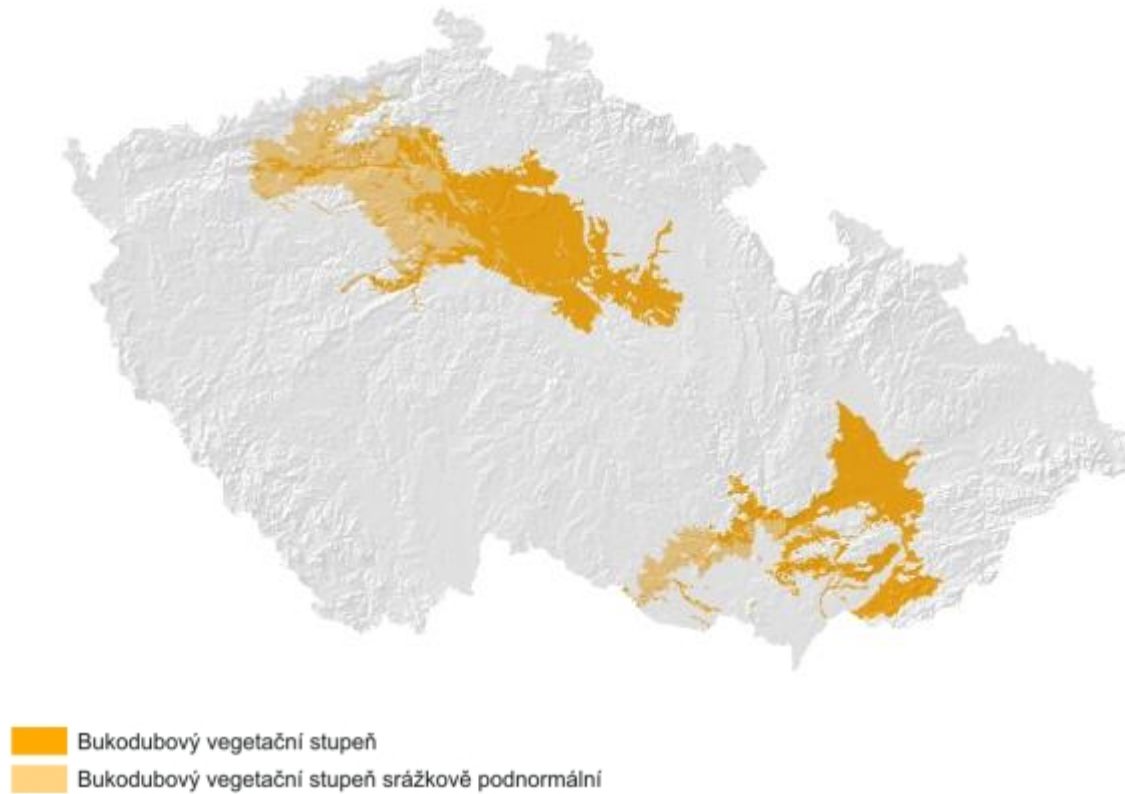 Bukodubový vegetační stupeň
Bukodubový vegetační stupeň srážkově podnormální